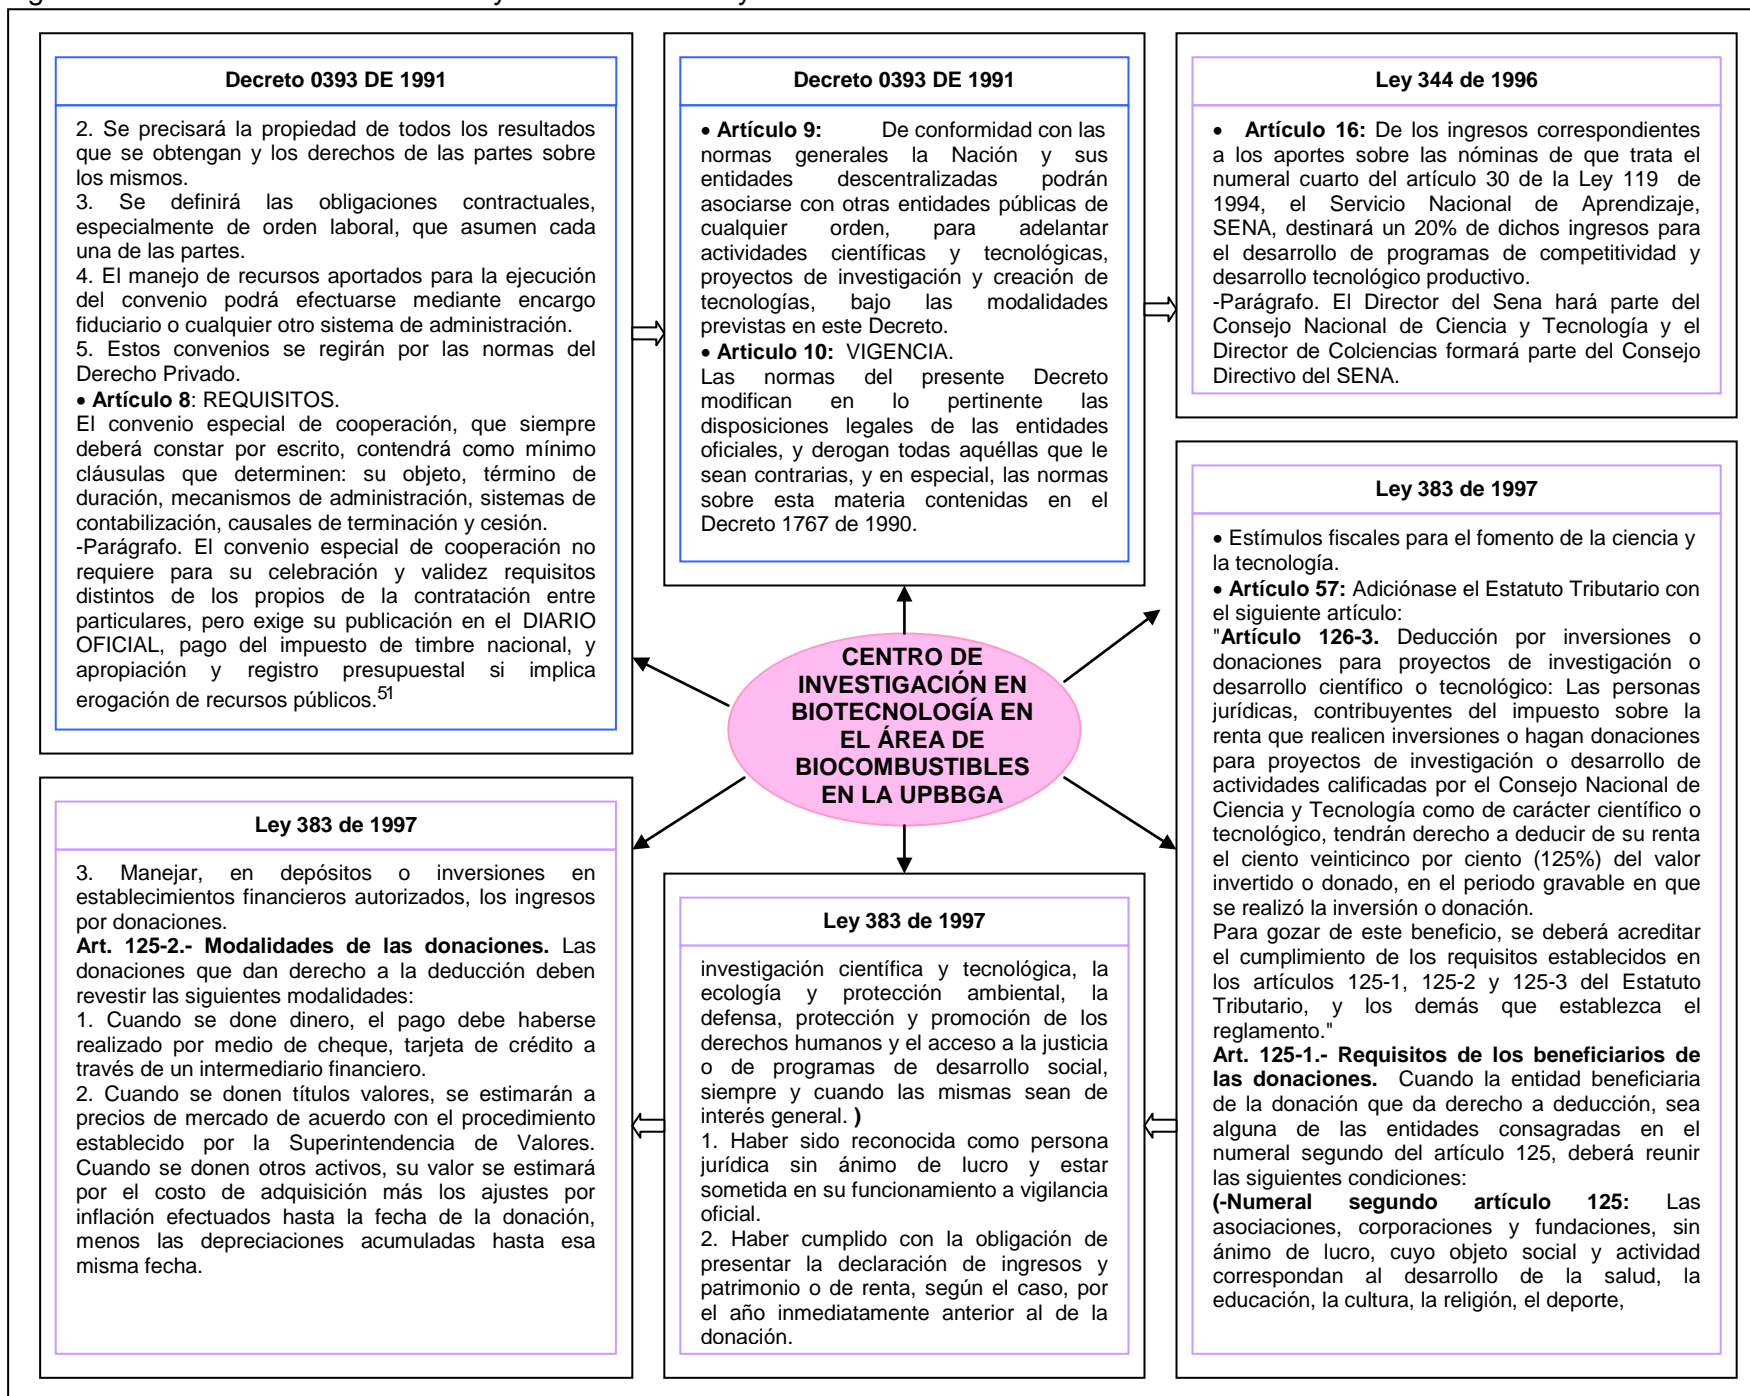 Decreto 0393 DE 1991
2. Se precisará la propiedad de todos los resultados
que se obtengan y los derechos de las partes sobre
los mismos.
3. Se definirá las obligaciones contractuales,
especialmente de orden laboral, que asumen cada
una de las partes.
4. El manejo de recursos aportados para la ejecución
del convenio podrá efectuarse mediante encargo
fiduciario o cualquier otro sistema de administración.
5. Estos convenios se regirán por las normas del
Derecho Privado.
• Artículo 8: REQUISITOS.
El convenio especial de cooperación, que siempre
deberá constar por escrito, contendrá como mínimo
cláusulas que determinen: su objeto, término de
duración, mecanismos de administración, sistemas de
contabilización, causales de terminación y cesión.
-Parágrafo. El convenio especial de cooperación no
requiere para su celebración y validez requisitos
distintos de los propios de la contratación entre
particulares, pero exige su publicación en el DIARIO
OFICIAL, pago del impuesto de timbre nacional, y
apropiación y registro presupuestal si implica
erogación de recursos públicos.51
Decreto 0393 DE 1991
• Artículo 9: De conformidad con las
normas generales la Nación y sus
entidades descentralizadas podrán
asociarse con otras entidades públicas de
cualquier orden, para adelantar
actividades científicas y tecnológicas,
proyectos de investigación y creación de
tecnologías, bajo las modalidades
previstas en este Decreto.
• Articulo 10: VIGENCIA.
Las normas del presente Decreto
modifican en lo pertinente las
disposiciones legales de las entidades
oficiales, y derogan todas aquéllas que le
sean contrarias, y en especial, las normas
sobre esta materia contenidas en el
Decreto 1767 de 1990.
Ley 344 de 1996
• Artículo 16: De los ingresos correspondientes
a los aportes sobre las nóminas de que trata el
numeral cuarto del artículo 30 de la Ley 119 de
1994, el Servicio Nacional de Aprendizaje,
SENA, destinará un 20% de dichos ingresos para
el desarrollo de programas de competitividad y
desarrollo tecnológico productivo.
-Parágrafo. El Director del Sena hará parte del
Consejo Nacional de Ciencia y Tecnología y el
Director de Colciencias formará parte del Consejo
Directivo del SENA.
CENTRO DE
INVESTIGACIÓN EN
BIOTECNOLOGÍA EN
EL ÁREA DE
BIOCOMBUSTIBLES
EN LA UPBBGA
Ley 383 de 1997
• Estímulos fiscales para el fomento de la ciencia y
la tecnología.
• Artículo 57: Adiciónase el Estatuto Tributario con
el siguiente artículo:
"Artículo 126-3. Deducción por inversiones o
donaciones para proyectos de investigación o
desarrollo científico o tecnológico: Las personas
jurídicas, contribuyentes del impuesto sobre la
renta que realicen inversiones o hagan donaciones
para proyectos de investigación o desarrollo de
actividades calificadas por el Consejo Nacional de
Ciencia y Tecnología como de carácter científico o
tecnológico, tendrán derecho a deducir de su renta
el ciento veinticinco por ciento (125%) del valor
invertido o donado, en el periodo gravable en que
se realizó la inversión o donación.
Para gozar de este beneficio, se deberá acreditar
el cumplimiento de los requisitos establecidos en
los artículos 125-1, 125-2 y 125-3 del Estatuto
Tributario, y los demás que establezca el
reglamento."
Art. 125-1.- Requisitos de los beneficiarios de
las donaciones. Cuando la entidad beneficiaria
de la donación que da derecho a deducción, sea
alguna de las entidades consagradas en el
numeral segundo del artículo 125, deberá reunir
las siguientes condiciones:
(-Numeral segundo artículo 125: Las
asociaciones, corporaciones y fundaciones, sin
ánimo de lucro, cuyo objeto social y actividad
correspondan al desarrollo de la salud, la
educación, la cultura, la religión, el deporte,
Ley 383 de 1997
investigación científica y tecnológica, la
ecología y protección ambiental, la
defensa, protección y promoción de los
derechos humanos y el acceso a la justicia
o de programas de desarrollo social,
siempre y cuando las mismas sean de
interés general. )
1. Haber sido reconocida como persona
jurídica sin ánimo de lucro y estar
sometida en su funcionamiento a vigilancia
oficial.
2. Haber cumplido con la obligación de
presentar la declaración de ingresos y
patrimonio o de renta, según el caso, por
el año inmediatamente anterior al de la
donación.
Ley 383 de 1997
3. Manejar, en depósitos o inversiones en
establecimientos financieros autorizados, los ingresos
por donaciones.
Art. 125-2.- Modalidades de las donaciones. Las
donaciones que dan derecho a la deducción deben
revestir las siguientes modalidades:
1. Cuando se done dinero, el pago debe haberse
realizado por medio de cheque, tarjeta de crédito a
través de un intermediario financiero.
2. Cuando se donen títulos valores, se estimarán a
precios de mercado de acuerdo con el procedimiento
establecido por la Superintendencia de Valores.
Cuando se donen otros activos, su valor se estimará
por el costo de adquisición más los ajustes por
inflación efectuados hasta la fecha de la donación,
menos las depreciaciones acumuladas hasta esa
misma fecha.